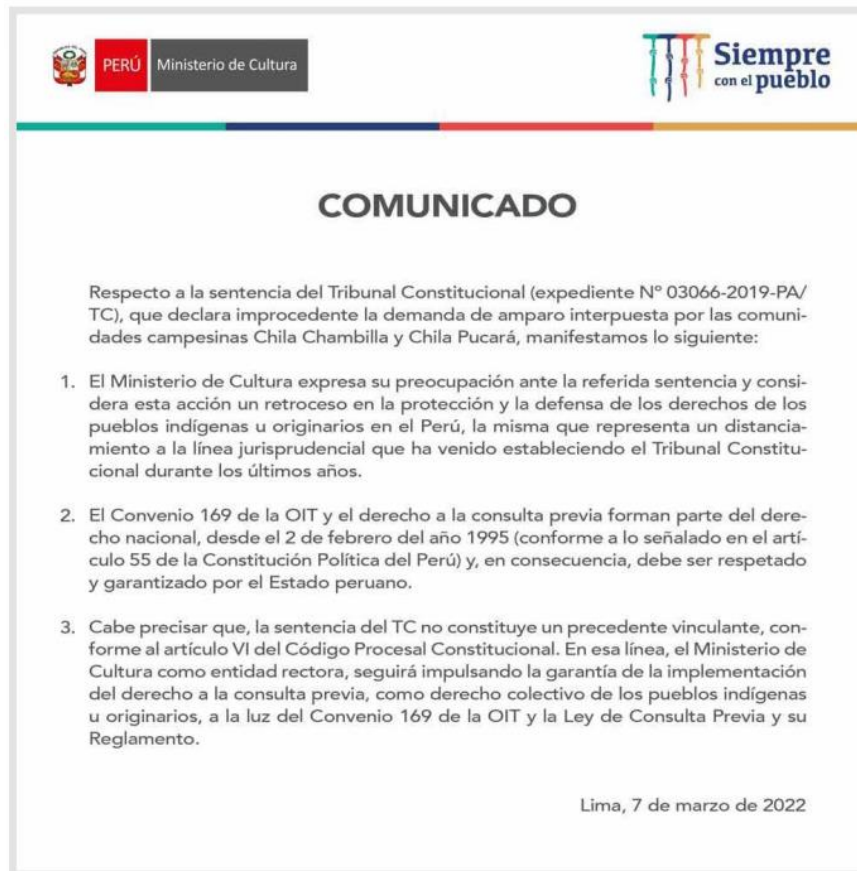 PERÚ Ministerio de Cultura
Siempre
con el pueblo
COMUNICADO
Respecto a la sentencia del Tribunal Constitucional (expediente Nº 03066-2019-PA/
TC), que declara improcedente la demanda de amparo interpuesta por las comuni-
dades campesinas Chila Chambilla y Chila Pucará, manifestamos lo siguiente:
1. El Ministerio de Cultura expresa su preocupación ante la referida sentencia y consi-
dera esta acción un retroceso en la protección y la defensa de los derechos de los
pueblos indígenas u originarios en el Perú, la misma que representa un distancia-
miento a la línea jurisprudencial que ha venido estableciendo el Tribunal Constitu-
cional durante los últimos años.
2. El Convenio 169 de la OIT y el derecho a la consulta previa forman parte del dere-
cho nacional, desde el 2 de febrero del año 1995 (conforme a lo señalado en el artí-
culo 55 de la Constitución Política del Perú) y, en consecuencia, debe ser respetado
y garantizado por el Estado peruano.
3. Cabe precisar que, la sentencia del TC no constituye un precedente vinculante, con-
forme al artículo VI del Código Procesal Constitucional. En esa línea, el Ministerio de
Cultura como entidad rectora, seguirá impulsando la garantía de la implementación
del derecho a la consulta previa, como derecho colectivo de los pueblos indígenas
u originarios, a la luz del Convenio 169 de la OIT y la Ley de Consulta Previa y su
Reglamento.
Lima, 7 de marzo de 2022